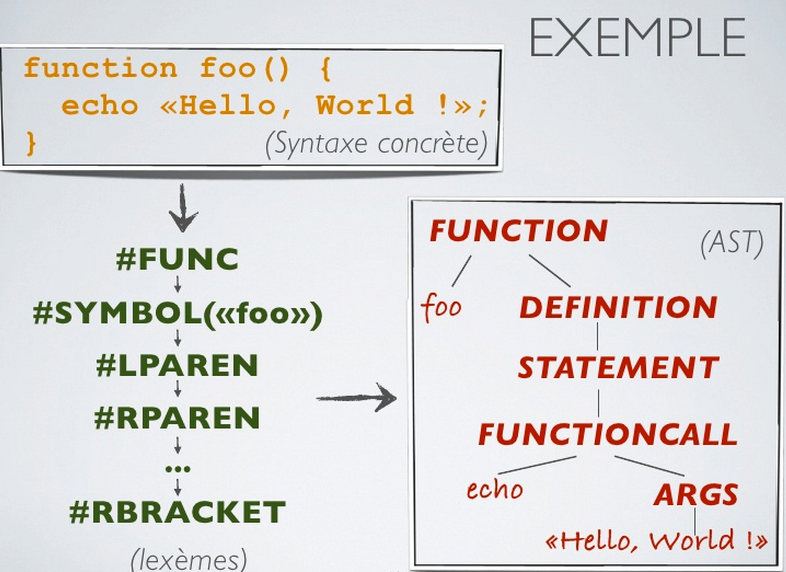 EXEMPLE
function foo() {
echo «Hello, World !»;
}
(Syntaxe concrète)
#FUNC
#SYMBOL(«foo»)
#LPAREN
#RPAREN
...
#RBRACKET
(lexèmes)
FUNCTION
(AST)
foo
DEFINITION
STATEMENT
FUNCTIONCALL
echo
ARGS
«Hello, World !»